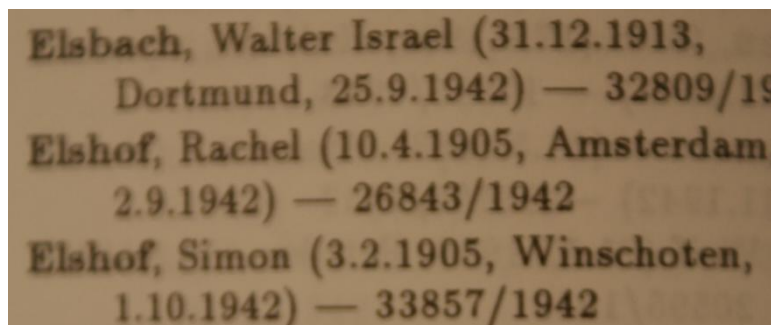 Elsbach, Walter Israel (31.12.1913,
Dortmund, 25.9.1942) — 32809/19
Elshof, Rachel (10.4.1905, Amsterdam
2.9.1942) — 26843/1942
Elshof, Simon (3.2.1905, Winschoten,
1.10.1942) — 33857/1942